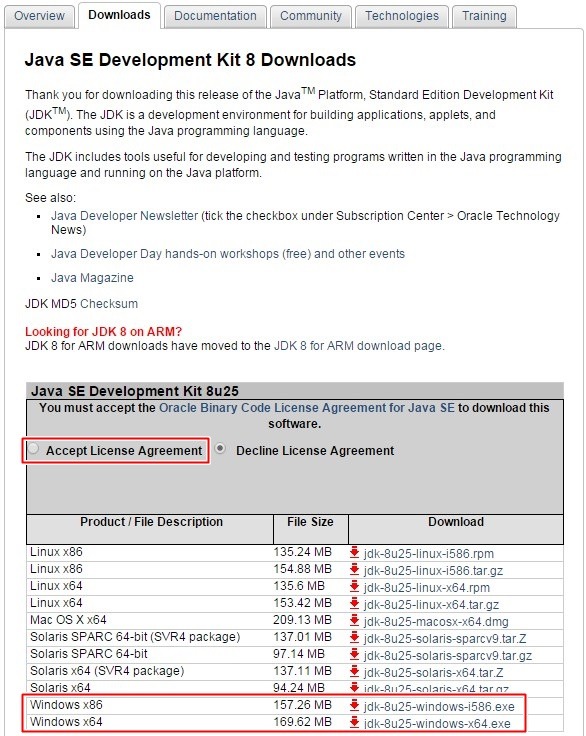 Overview Downloads Documentation Community Technologies Training
Java SE Development Kit 8 Downloads
Thank you for downloading this release of the Java™ Platform, Standard Edition Development Kit
(JDK™). The JDK is a development environment for building applications, applets, and
components using the Java programming language.
The JDK includes tools useful for developing and testing programs written in the Java programming
language and running on the Java platform.
See also:
Java Developer Newsletter (tick the checkbox under Subscription Center > Oracle Technology
News)
Java Developer Day hands-on workshops (free) and other events
Java Magazine
JDK MD5 Checksum
Looking for JDK 8 on ARM?
JDK 8 for ARM downloads have moved to the JDK 8 for ARM download page.
Java SE Development Kit 8u25
You must accept the Oracle Binary Code License Agreement for Java SE to download this
software.
Accept License Agreement Decline License Agreement
Product / File Description File Size Download
Linux x86 135.24 MB jdk-8u25-linux-i586.rpm
Linux x86 154.88 MB jdk-8u25-linux-i586.tar.gz
Linux x64 135.6 MB jdk-8u25-linux-x64.rpm
Linux x64 153.42 MB jdk-8u25-linux-x64.tar.gz
Mac OS X x64 209.13 MB jdk-8u25-macosx-x64.dmg
Solaris SPARC 64-bit (SVR4 package) 137.01 MB jdk-8u25-solaris-sparcv9.tar.Z
Solaris SPARC 64-bit 97.14 MB jdk-8u25-solaris-sparcv9.tar.gz
Solaris x64 (SVR4 package) 137.11 MB jdk-8u25-solaris-x64.tar.Z
Solaris x64 94.24 MB jdk-8u25-solaris-x64.tar.gz
Windows x86 157.26 MB jdk-8u25-windows-i586.exe
Windows x64 169.62 MB jdk-8u25-windows-x64.exe